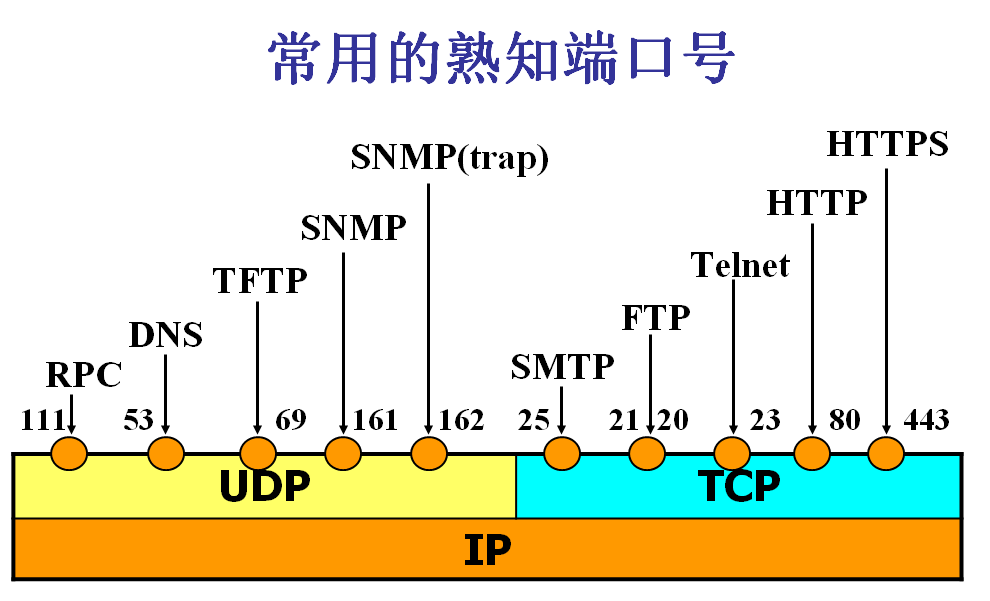 常用的熟知端口号
HTTPS
SNMP(trap)
HTTP
SNMP
Telnet
TFTP
FTP
DNS
SMTP
RPC
111 53 69 161 162 25 21 20 23 80 443
UDP TCP
IP